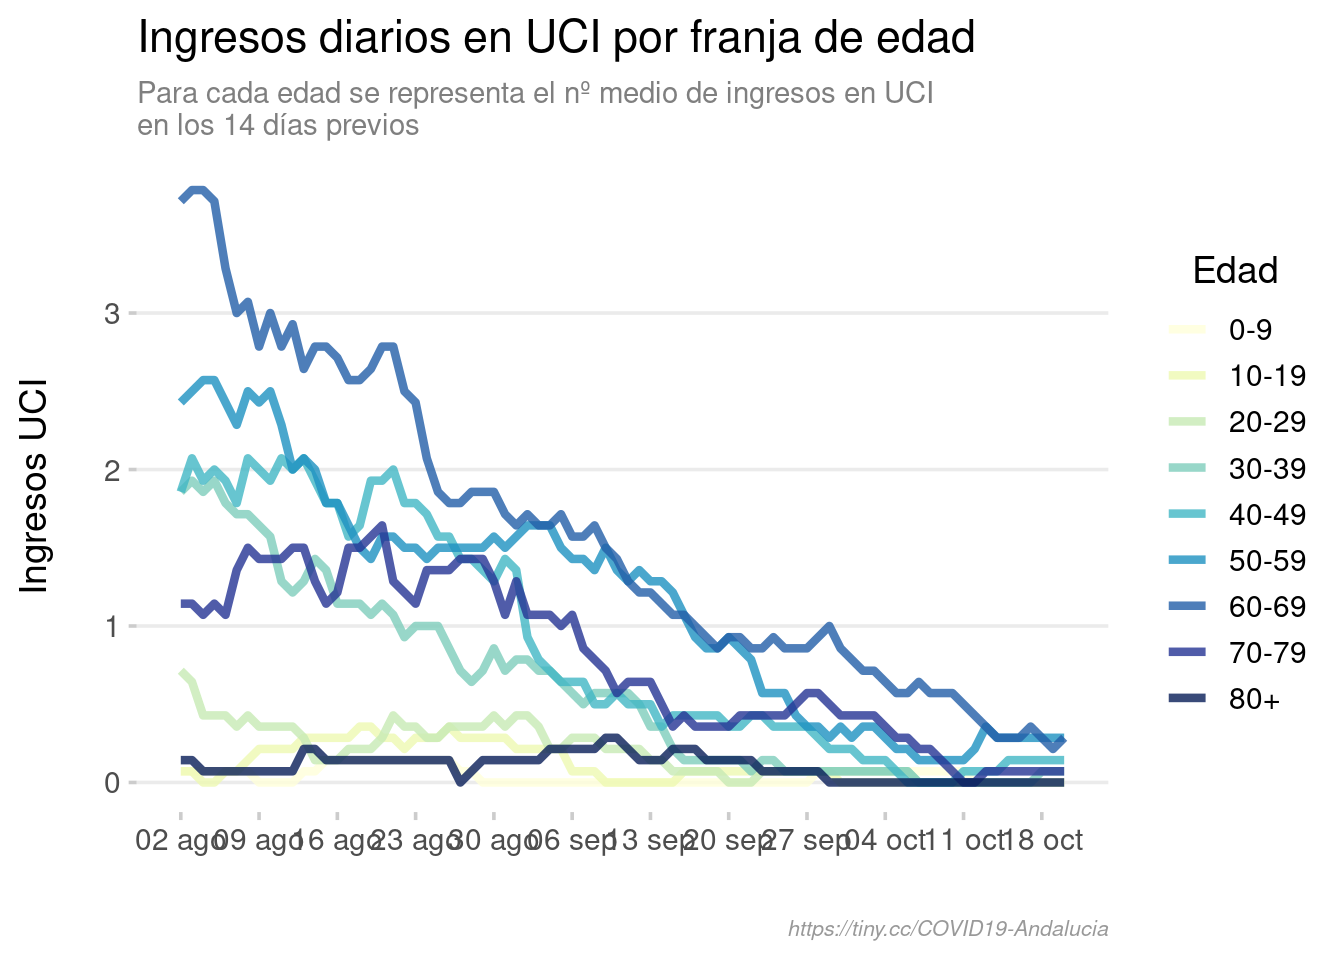 Ingresos diarios en UCI por franja de edad
Para cada edad se representa el nº medio de ingresos en UCI
en los 14 días previos
Ingresos UCI
3
2
1
0
02 ago
09 ago
16 ago
23 ago
30 ago
06 sep
13 sep
20 sep
27 sep
04 oct
11 oct
18 oct
Edad
0-9
10-19
20-29
30-39
40-49
50-59
60-69
70-79
80+
https://tiny.cc/COVID19-Andalucia